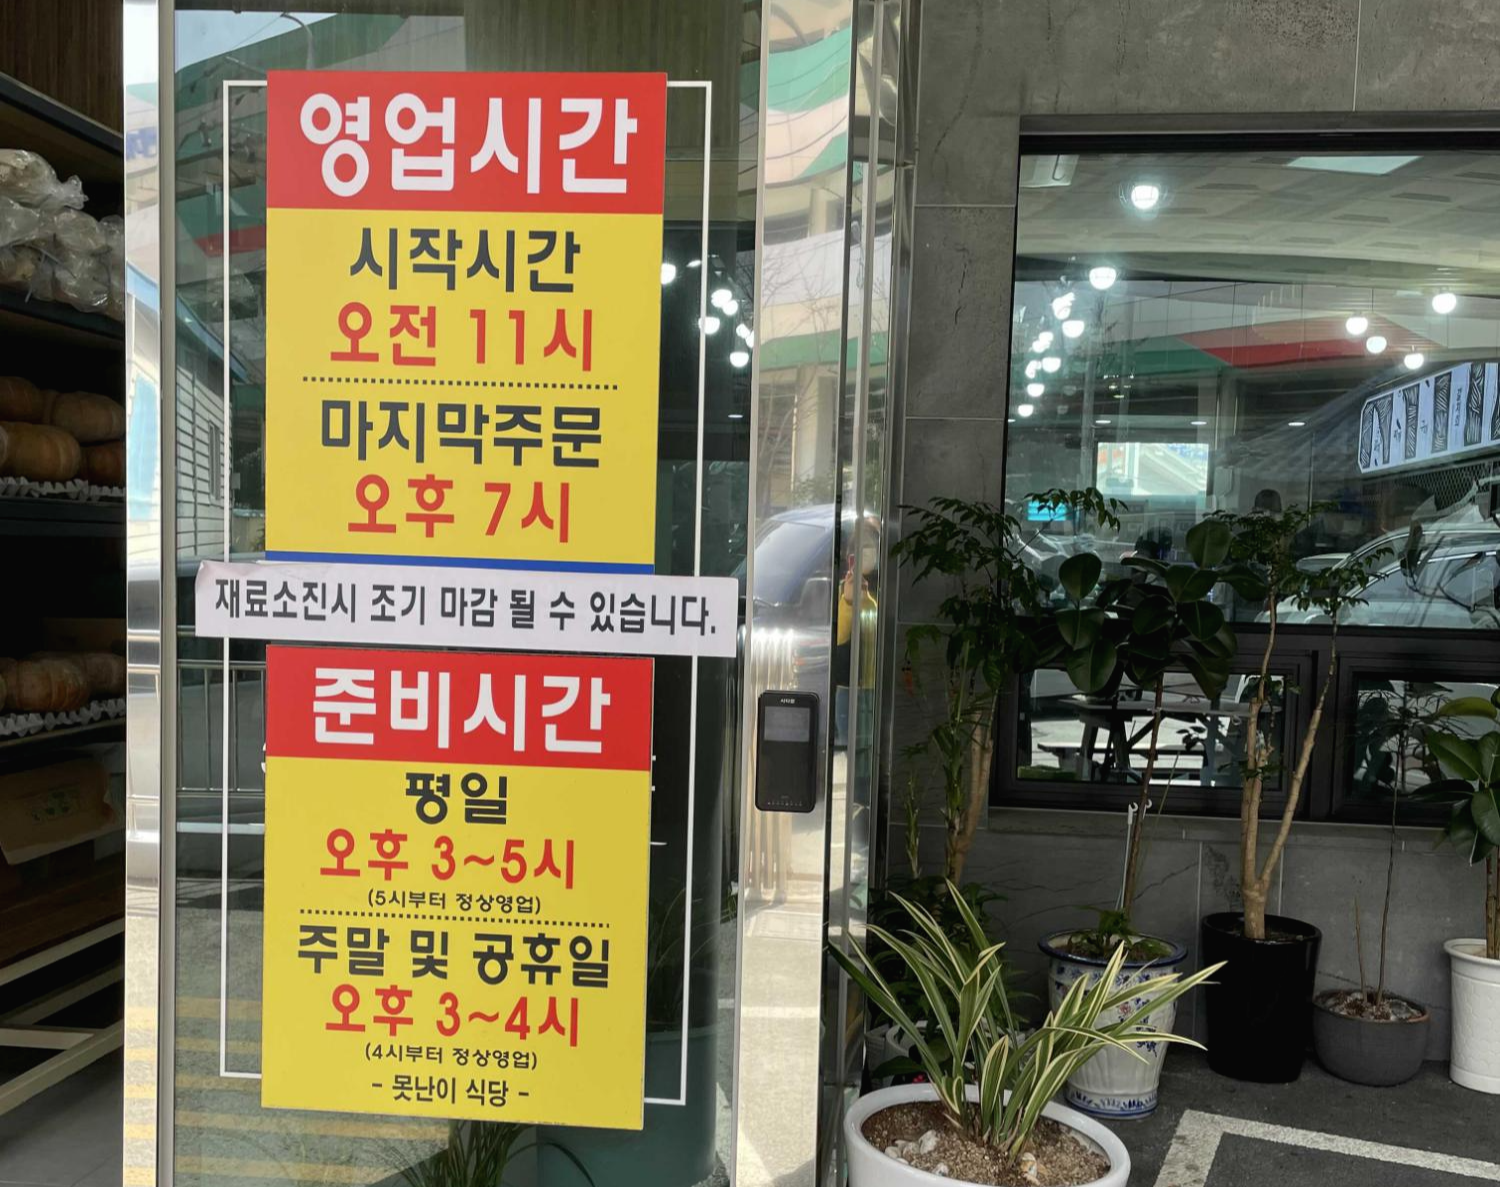 영업시간
시작시간
오전 11시
마지막주문
오후 7시
재료소진시 조기 마감 될 수 있습니다.
준비시간
평일
오후 3~5시
(5시부터 정상영업)
주말 및 공휴일
오후 3~4시
(4시부터 정상영업)
- 못난이 식당 -